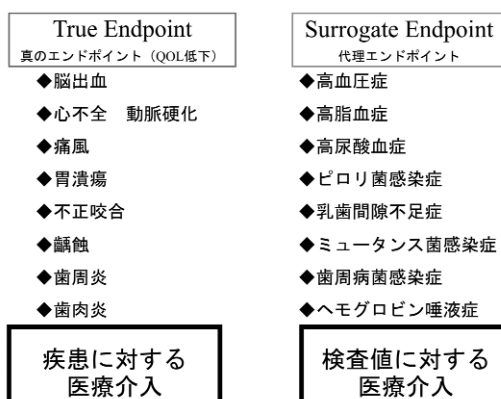 True Endpoint
真のエンドポイント（QOL低下）
◆脳出血
◆心不全　動脈硬化
◆痛風
◆胃潰瘍
◆不正咬合
◆齲蝕
◆歯周炎
◆歯肉炎
疾患に対する
医療介入
Surrogate Endpoint
代理エンドポイント
◆高血圧症
◆高脂血症
◆高尿酸血症
◆ピロリ菌感染症
◆乳歯間隙不足症
◆ミュータンス菌感染症
◆歯周病菌感染症
◆ヘモグロビン唾液症
検査値に対する
医療介入